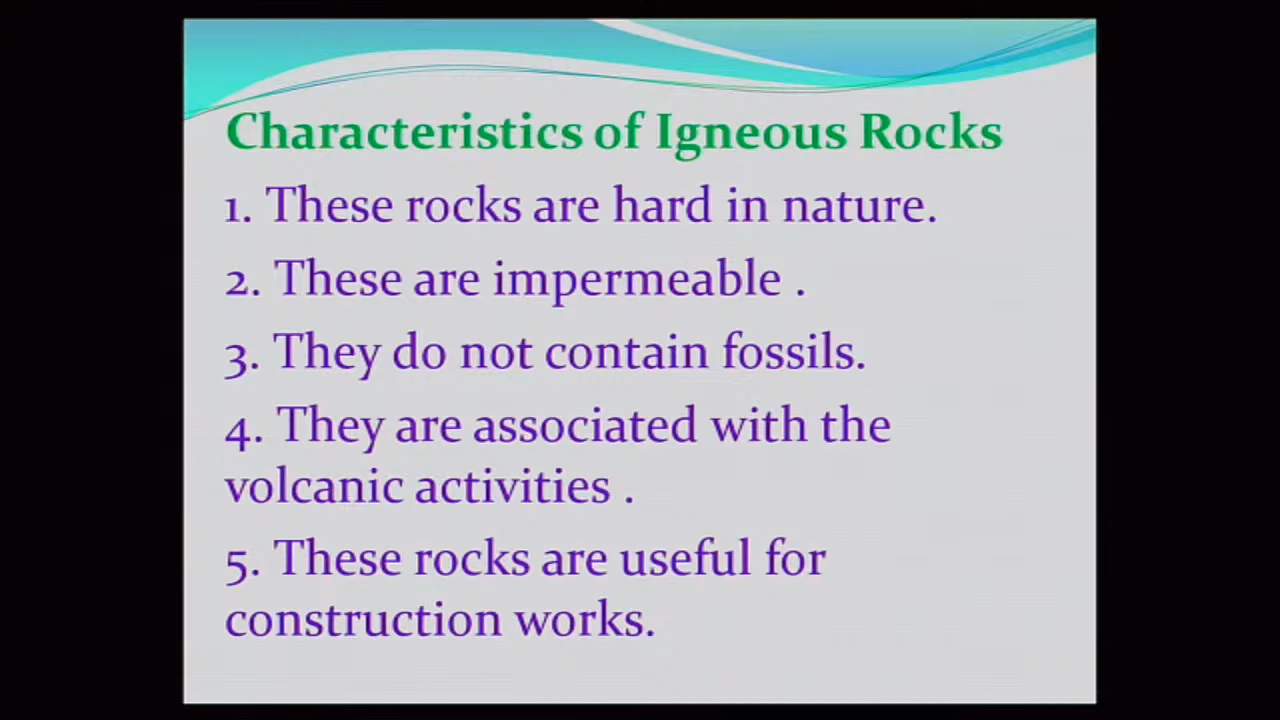 Characteristics of Igneous Rocks
1. These rocks are hard in nature.
2. These are impermeable .
3. They do not contain fossils.
4. They are associated with the
volcanic activities .
5. These rocks are useful for
construction works.